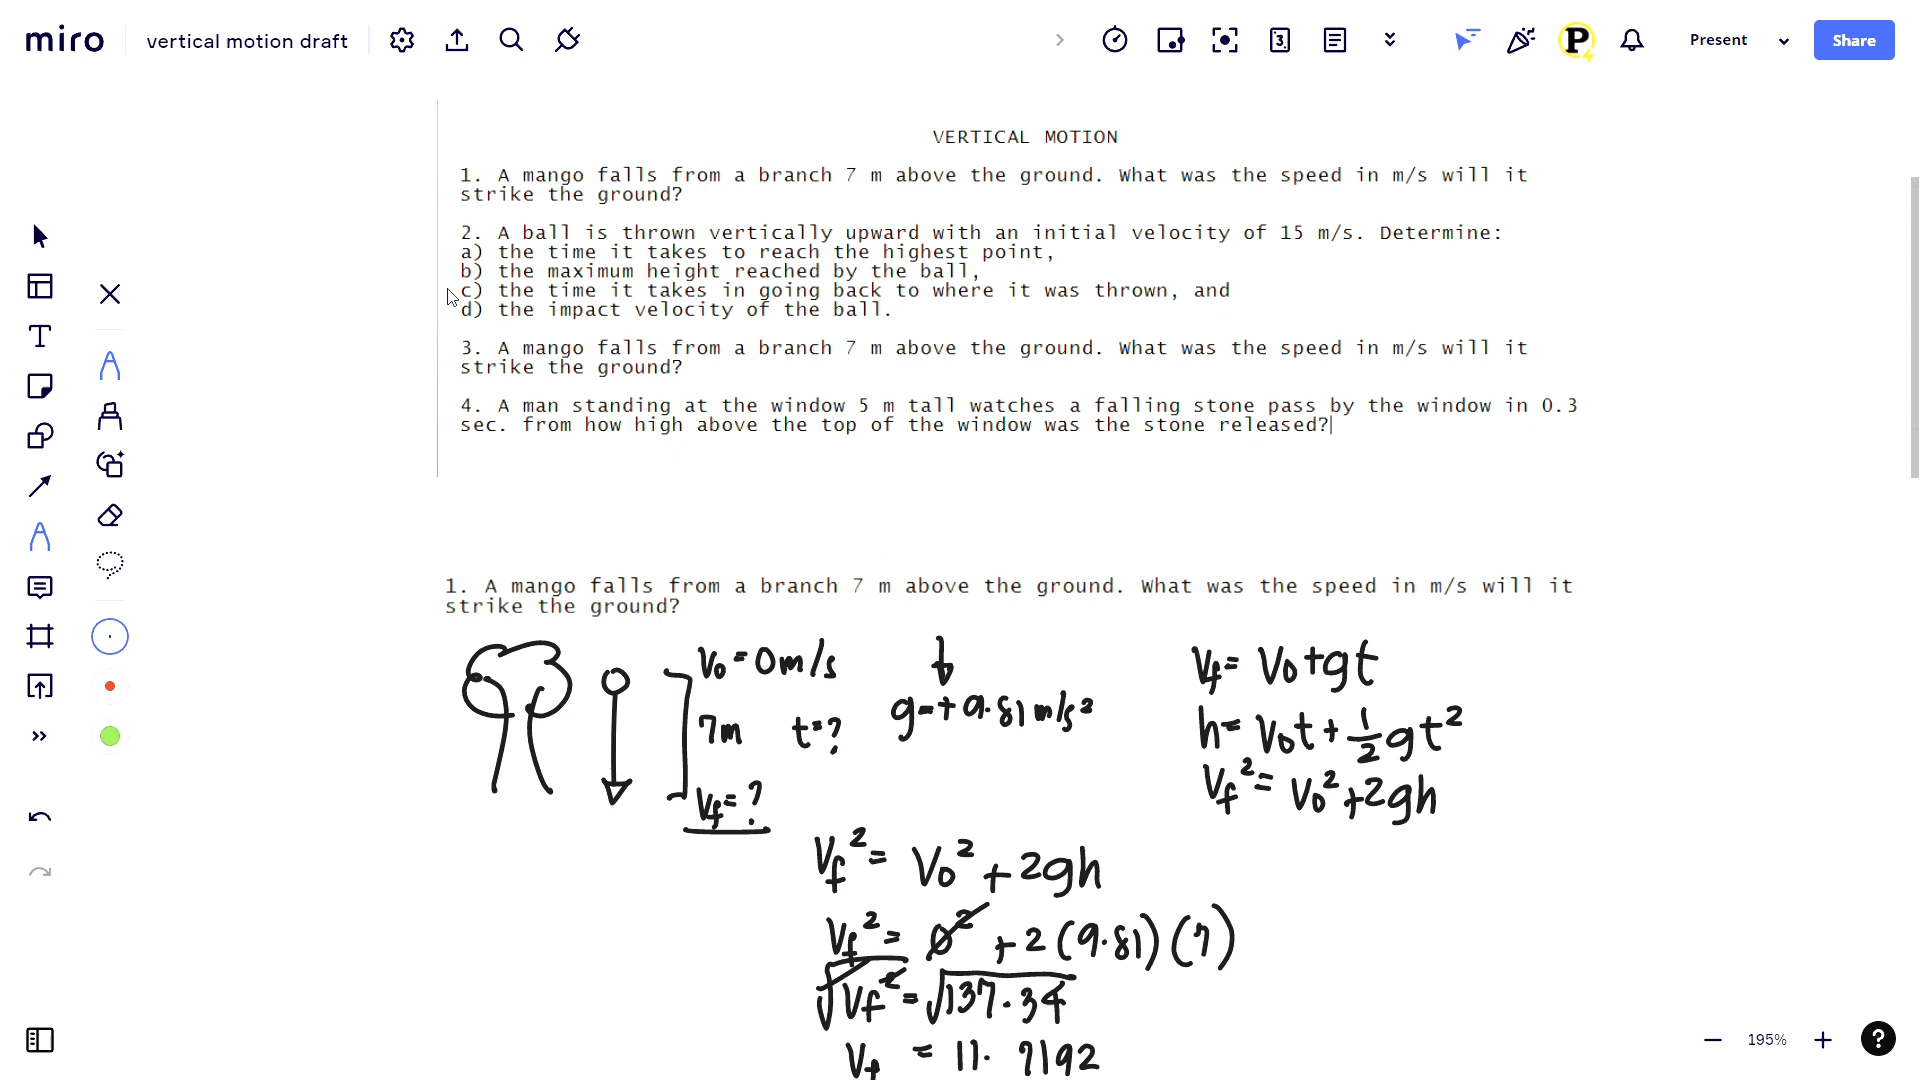 miro vertical motion draft 3 P Present Share
VERTICAL MOTION
1. A mango falls from a branch 7 m above the ground. What was the speed in m/s will it
strike the ground?
2. A ball is thrown vertically upward with an initial velocity of 15 m/s. Determine:
a) the time it takes to reach the highest point,
b) the maximum height reached by the ball,
c) the time it takes in going back to where it was thrown, and
d) the impact velocity of the ball.
3. A mango falls from a branch 7 m above the ground. What was the speed in m/s will it
strike the ground?
4. A man standing at the window 5 m tall watches a falling stone pass by the window in 0.3
sec. from how high above the top of the window was the stone released?
1. A mango falls from a branch 7 m above the ground. What was the speed in m/s will it
strike the ground?
V₀ = 0m/s
7m t=?
Vf = ?
g=+9.81 m/s²
Vf = V₀+gt
h= V₀t + 1/2 gt²
Vf² = V₀²+2gh
Vf² = V₀² + 2gh
Vf² = 0² + 2(9.81)(7)
√Vf² = √137.34
Vf = 11.7192
195% ?